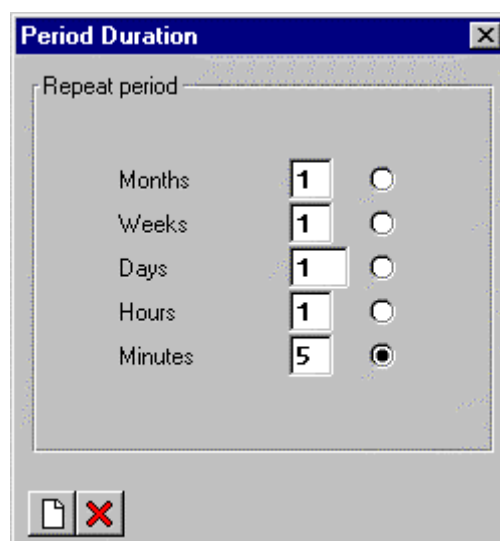 Period Duration
Repeat period
Months 1
Weeks 1
Days 1
Hours 1
Minutes 5